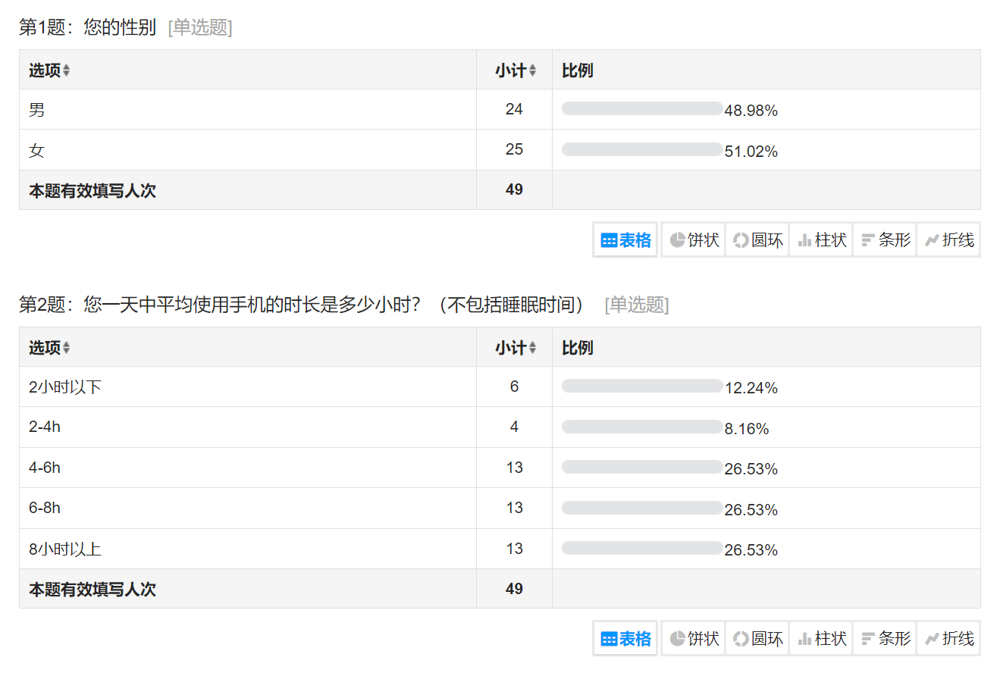 第1题：您的性别 [单选题]
选项 小计 比例
男 24 48.98%
女 25 51.02%
本题有效填写人次 49
表格 饼状 圆环 柱状 条形 折线
第2题：您一天中平均使用手机的时长是多少小时？（不包括睡眠时间） [单选题]
选项 小计 比例
2小时以下 6 12.24%
2-4h 4 8.16%
4-6h 13 26.53%
6-8h 13 26.53%
8小时以上 13 26.53%
本题有效填写人次 49
表格 饼状 圆环 柱状 条形 折线